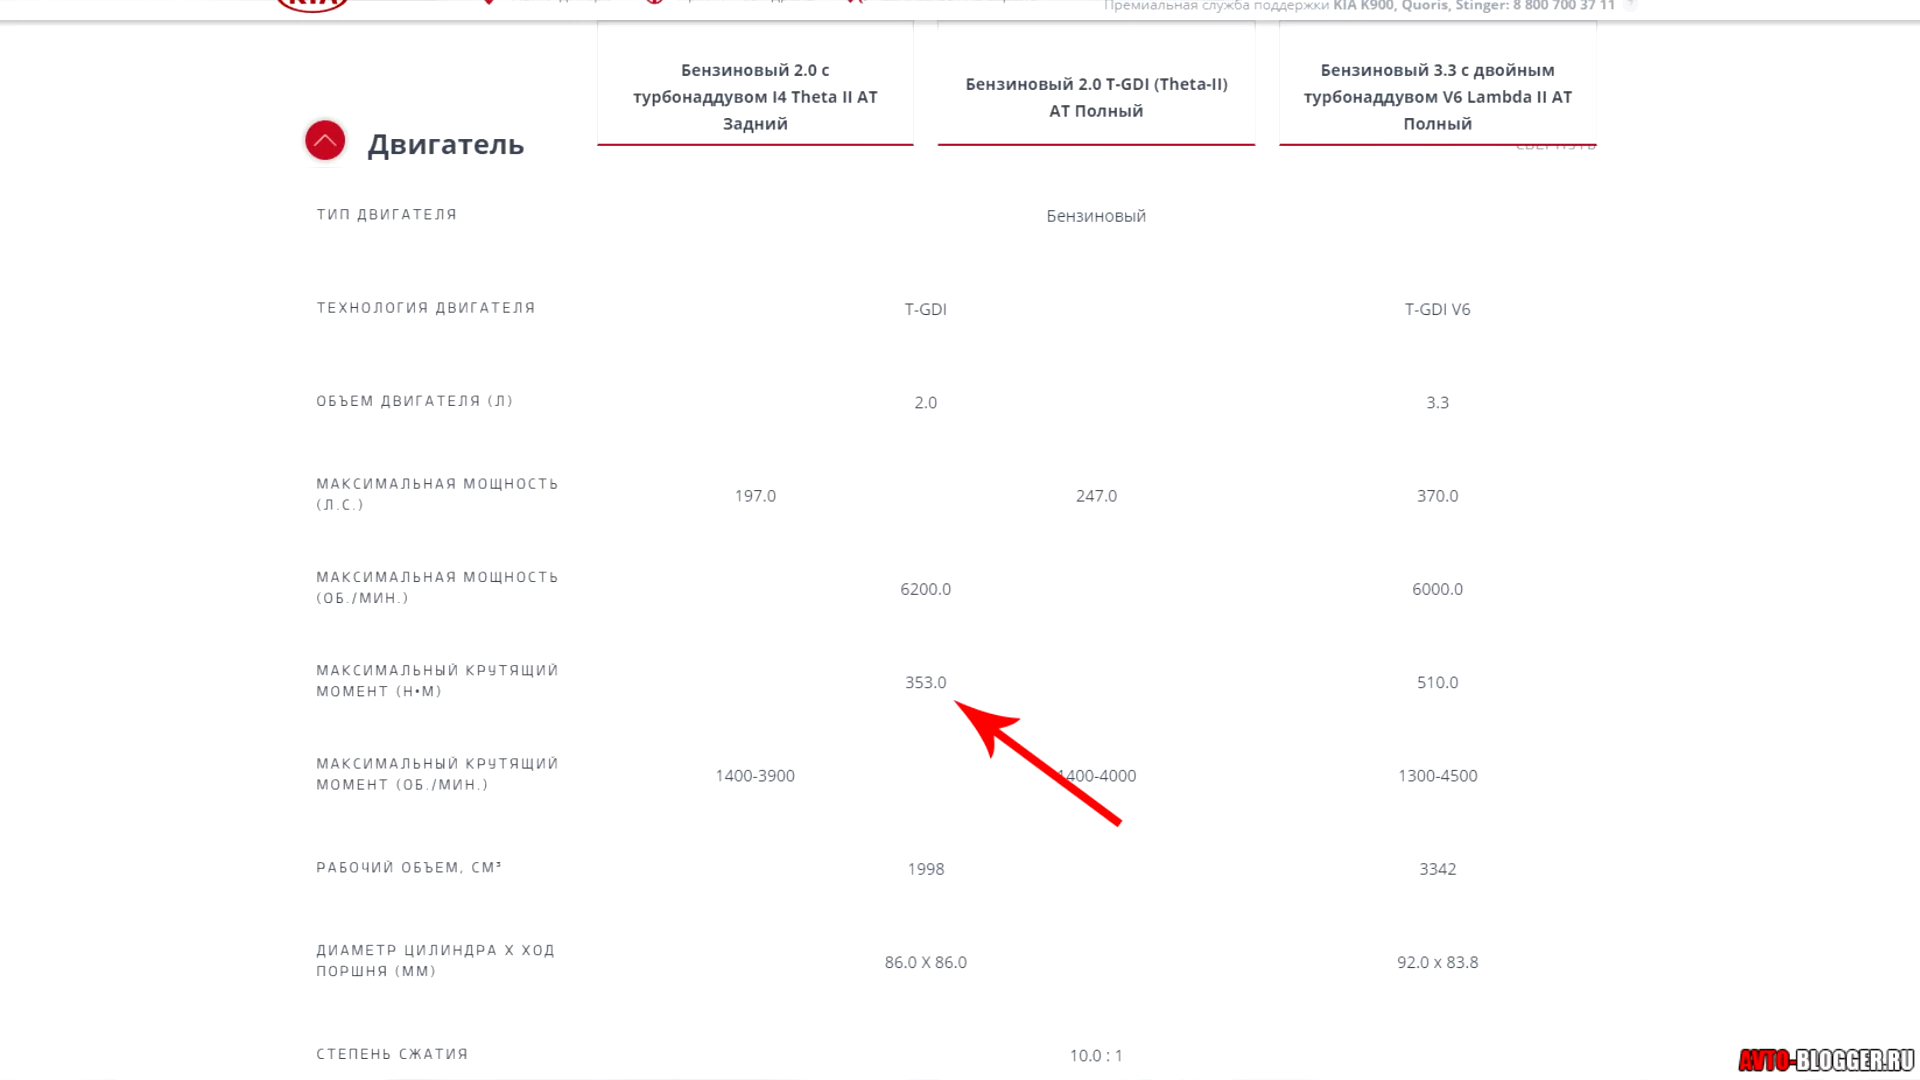 KIA
Премиальная служба поддержки KIA K900, Quoris, Stinger: 8 800 700 37 11 ?
Бензиновый 2.0 с
турбонаддувом I4 Theta II AT
Задний
Бензиновый 2.0 T-GDI (Theta-II)
AT Полный
Бензиновый 3.3 с двойным
турбонаддувом V6 Lambda II AT
Полный
Двигатель
СВЕРНУТЬ
ТИП ДВИГАТЕЛЯ
Бензиновый
ТЕХНОЛОГИЯ ДВИГАТЕЛЯ
T-GDI
T-GDI V6
ОБЪЕМ ДВИГАТЕЛЯ (Л)
2.0
3.3
МАКСИМАЛЬНАЯ МОЩНОСТЬ
(Л.С.)
197.0
247.0
370.0
МАКСИМАЛЬНАЯ МОЩНОСТЬ
(ОБ./МИН.)
6200.0
6000.0
МАКСИМАЛЬНЫЙ КРУТЯЩИЙ
МОМЕНТ (Н•М)
353.0
510.0
МАКСИМАЛЬНЫЙ КРУТЯЩИЙ
МОМЕНТ (ОБ./МИН.)
1400-3900
1400-4000
1300-4500
РАБОЧИЙ ОБЪЕМ, СМ³
1998
3342
ДИАМЕТР ЦИЛИНДРА X ХОД
ПОРШНЯ (ММ)
86.0 X 86.0
92.0 x 83.8
СТЕПЕНЬ СЖАТИЯ
10.0 : 1
AVTO-BLOGGER.RU